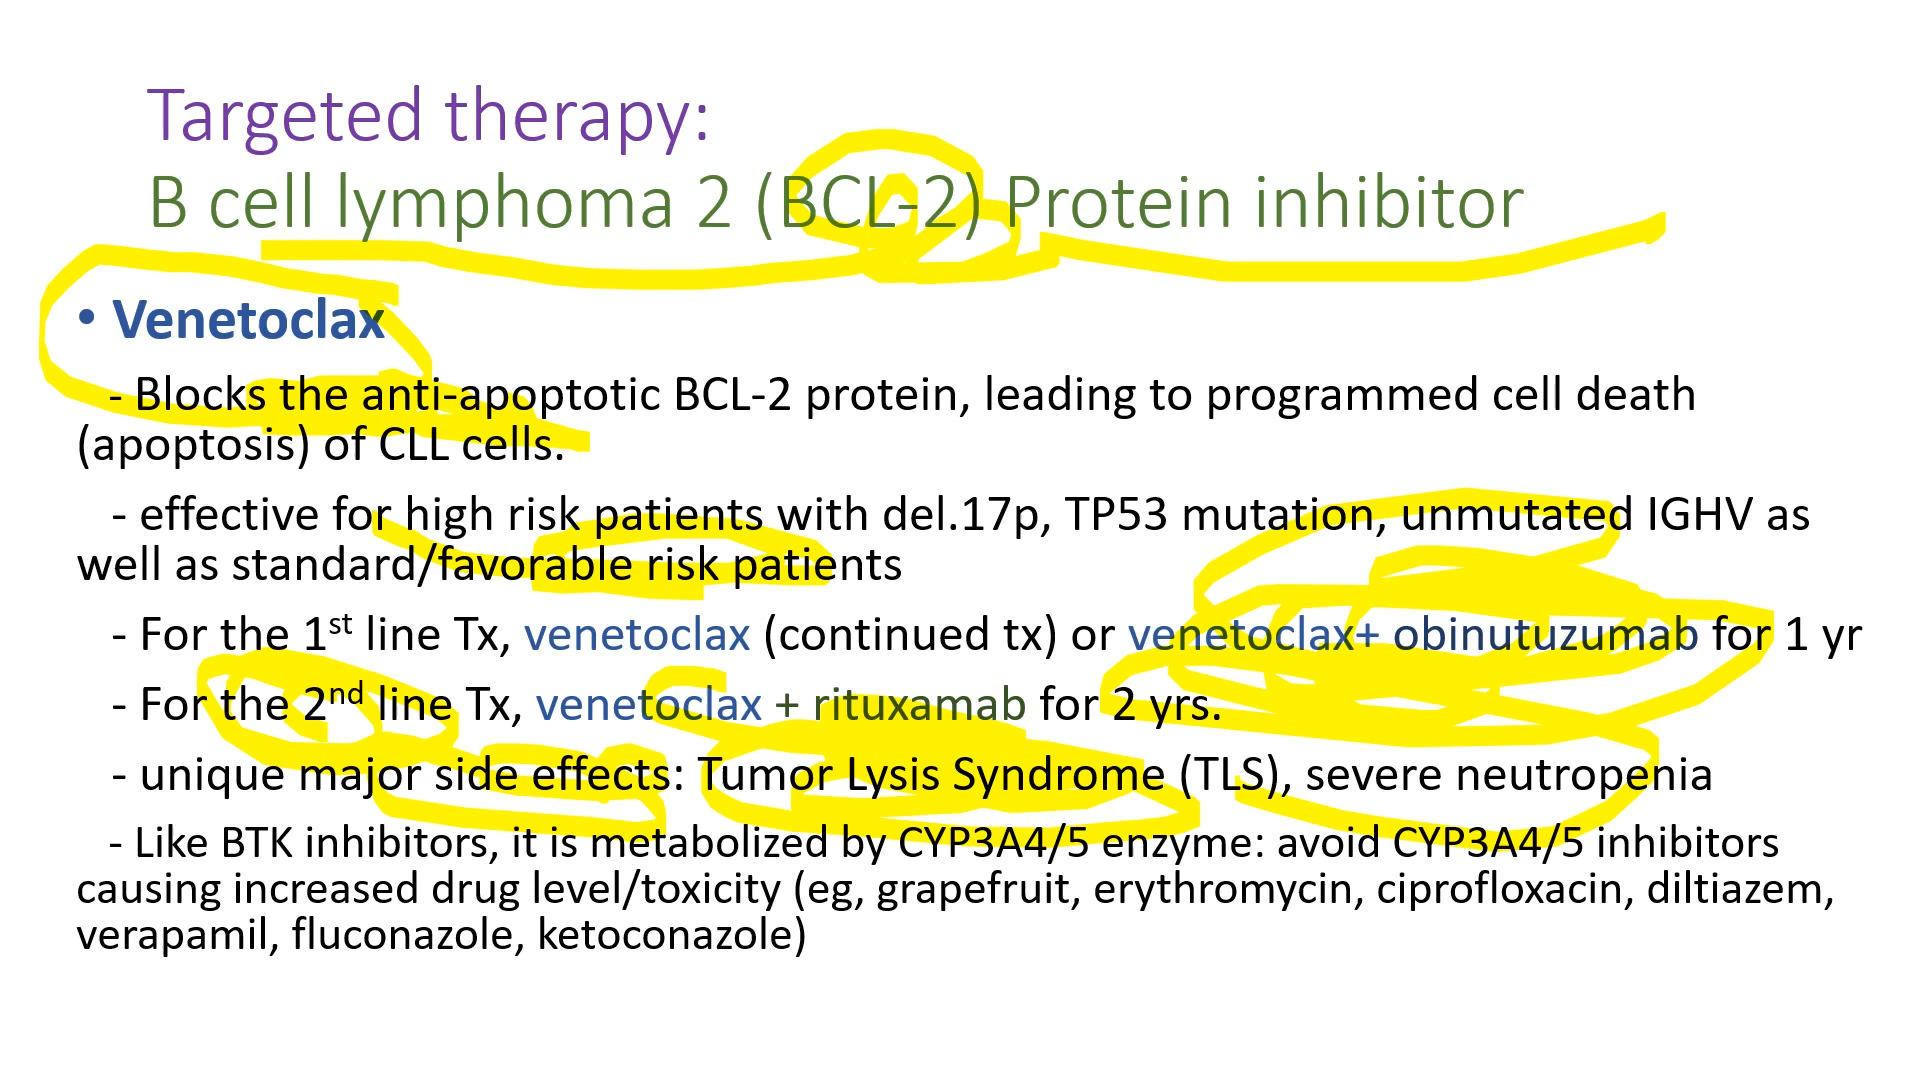 Targeted therapy:
B cell lymphoma 2 (BCL-2) Protein inhibitor
• Venetoclax
- Blocks the anti-apoptotic BCL-2 protein, leading to programmed cell death
(apoptosis) of CLL cells.
- effective for high risk patients with del.17p, TP53 mutation, unmutated IGHV as
well as standard/favorable risk patients
- For the 1st line Tx, venetoclax (continued tx) or venetoclax+ obinutuzumab for 1 yr
- For the 2nd line Tx, venetoclax + rituxamab for 2 yrs.
- unique major side effects: Tumor Lysis Syndrome (TLS), severe neutropenia
- Like BTK inhibitors, it is metabolized by CYP3A4/5 enzyme: avoid CYP3A4/5 inhibitors
causing increased drug level/toxicity (eg, grapefruit, erythromycin, ciprofloxacin, diltiazem,
verapamil, fluconazole, ketoconazole)